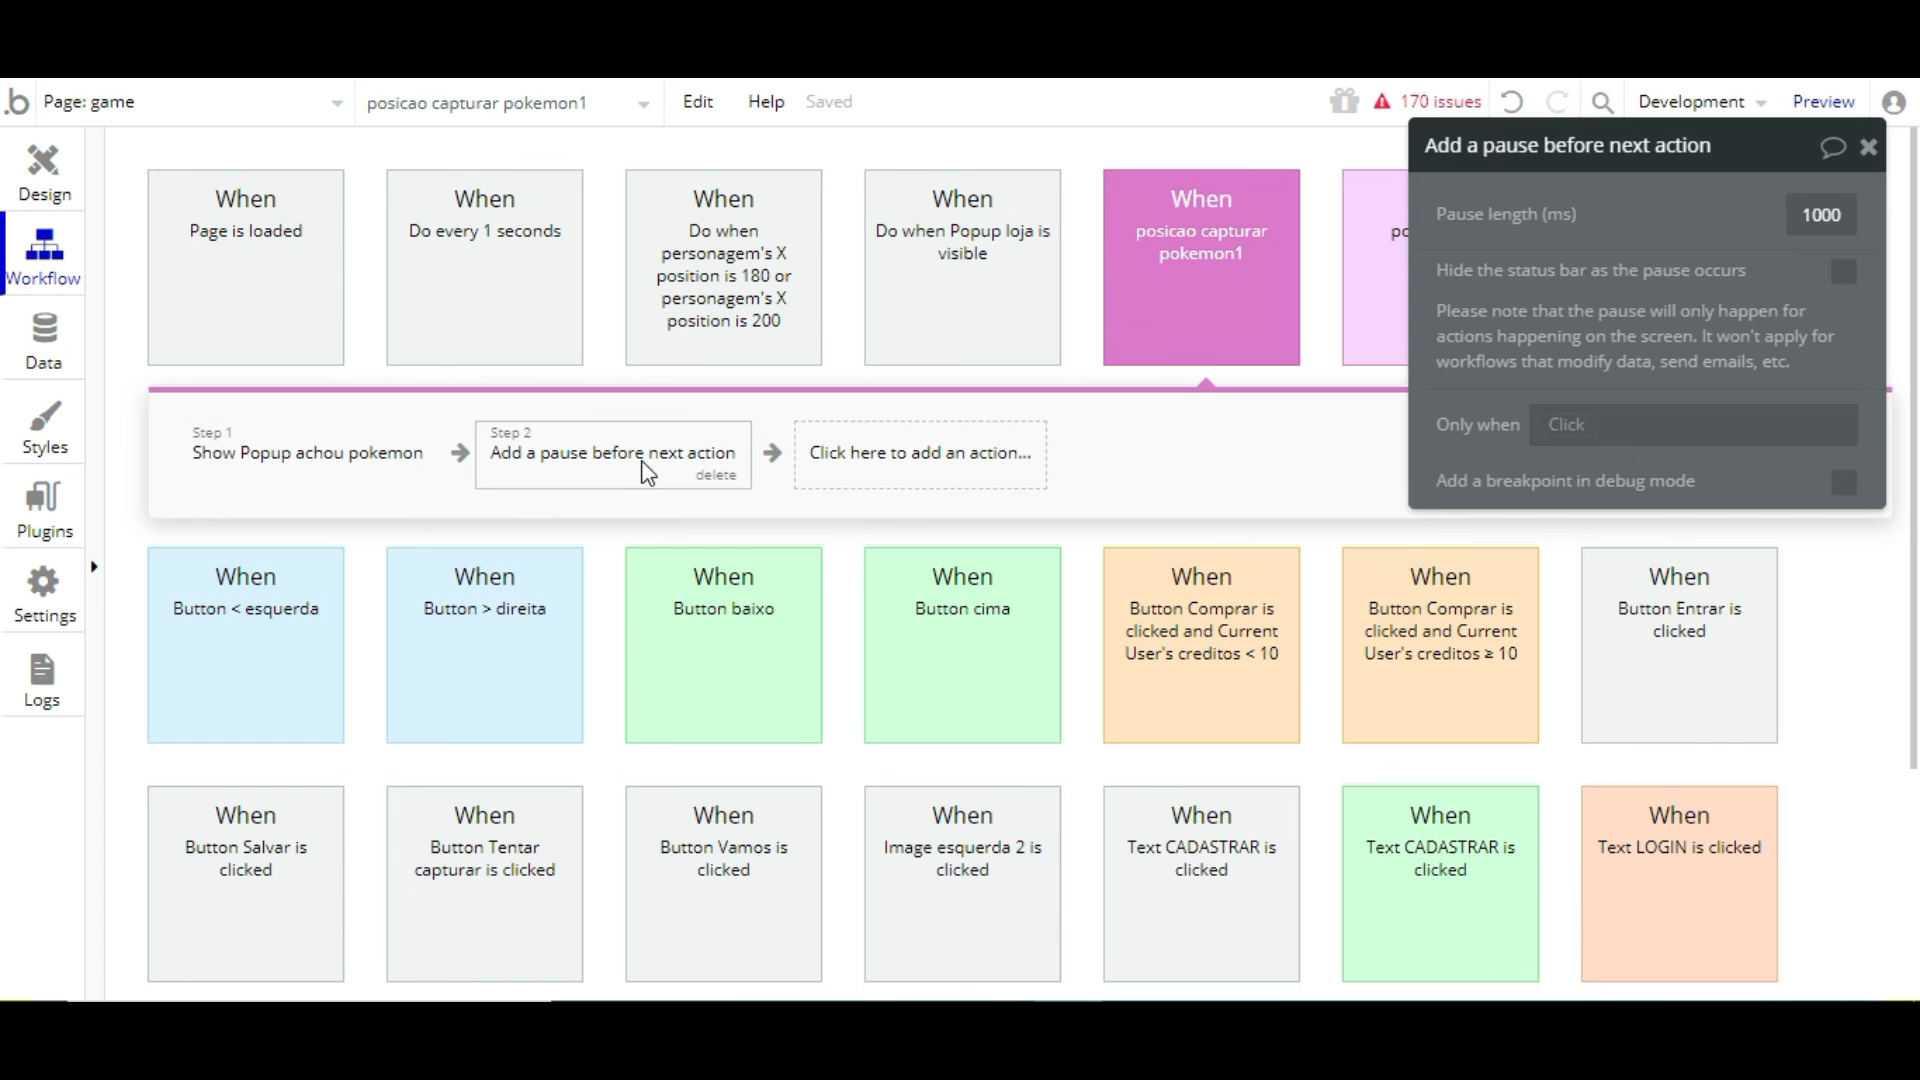 .b
Page: game
posicao capturar pokemon1
Edit
Help
Saved
170 issues
Development
Preview
Design
Workflow
Data
Styles
Plugins
Settings
Logs
When
Page is loaded
When
Do every 1 seconds
When
Do when
personagem's X
position is 180 or
personagem's X
position is 200
When
Do when Popup loja is
visible
When
posicao capturar
pokemon1
po
Add a pause before next action
Pause length (ms)
1000
Hide the status bar as the pause occurs
Please note that the pause will only happen for
actions happening on the screen. It won't apply for
workflows that modify data, send emails, etc.
Only when
Click
Add a breakpoint in debug mode
Step 1
Show Popup achou pokemon
Step 2
Add a pause before next action
delete
Click here to add an action...
When
Button < esquerda
When
Button > direita
When
Button baixo
When
Button cima
When
Button Comprar is
clicked and Current
User's creditos < 10
When
Button Comprar is
clicked and Current
User's creditos ≥ 10
When
Button Entrar is
clicked
When
Button Salvar is
clicked
When
Button Tentar
capturar is clicked
When
Button Vamos is
clicked
When
Image esquerda 2 is
clicked
When
Text CADASTRAR is
clicked
When
Text CADASTRAR is
clicked
When
Text LOGIN is clicked